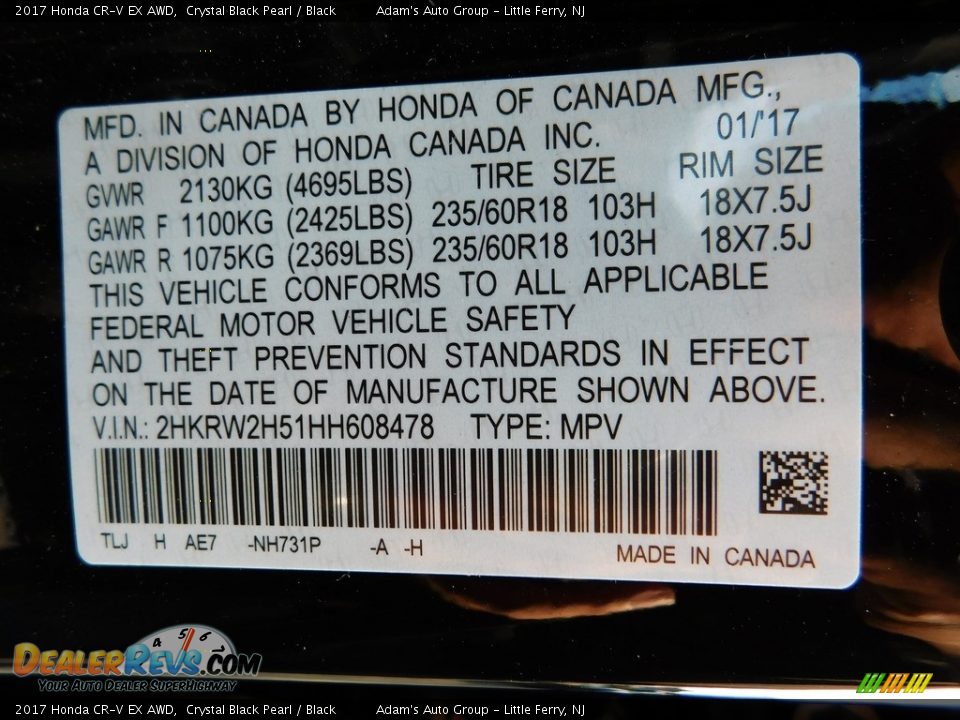 2017 Honda CR-V EX AWD,  Crystal Black Pearl / Black    Adam's Auto Group - Little Ferry, NJ
MFD. IN CANADA BY HONDA OF CANADA MFG.,
A DIVISION OF HONDA CANADA INC. 01/'17
GVWR 2130KG (4695LBS) TIRE SIZE RIM SIZE
GAWR F 1100KG (2425LBS) 235/60R18 103H 18X7.5J
GAWR R 1075KG (2369LBS) 235/60R18 103H 18X7.5J
THIS VEHICLE CONFORMS TO ALL APPLICABLE
FEDERAL MOTOR VEHICLE SAFETY
AND THEFT PREVENTION STANDARDS IN EFFECT
ON THE DATE OF MANUFACTURE SHOWN ABOVE.
V.I.N.: 2HKRW2H51HH608478 TYPE: MPV
TLJ H AE7 -NH731P -A -H
MADE IN CANADA
4 5 6
DEALERREVS.COM
YOUR AUTO DEALER SUPERHIGHWAY
2017 Honda CR-V EX AWD,  Crystal Black Pearl / Black    Adam's Auto Group - Little Ferry, NJ